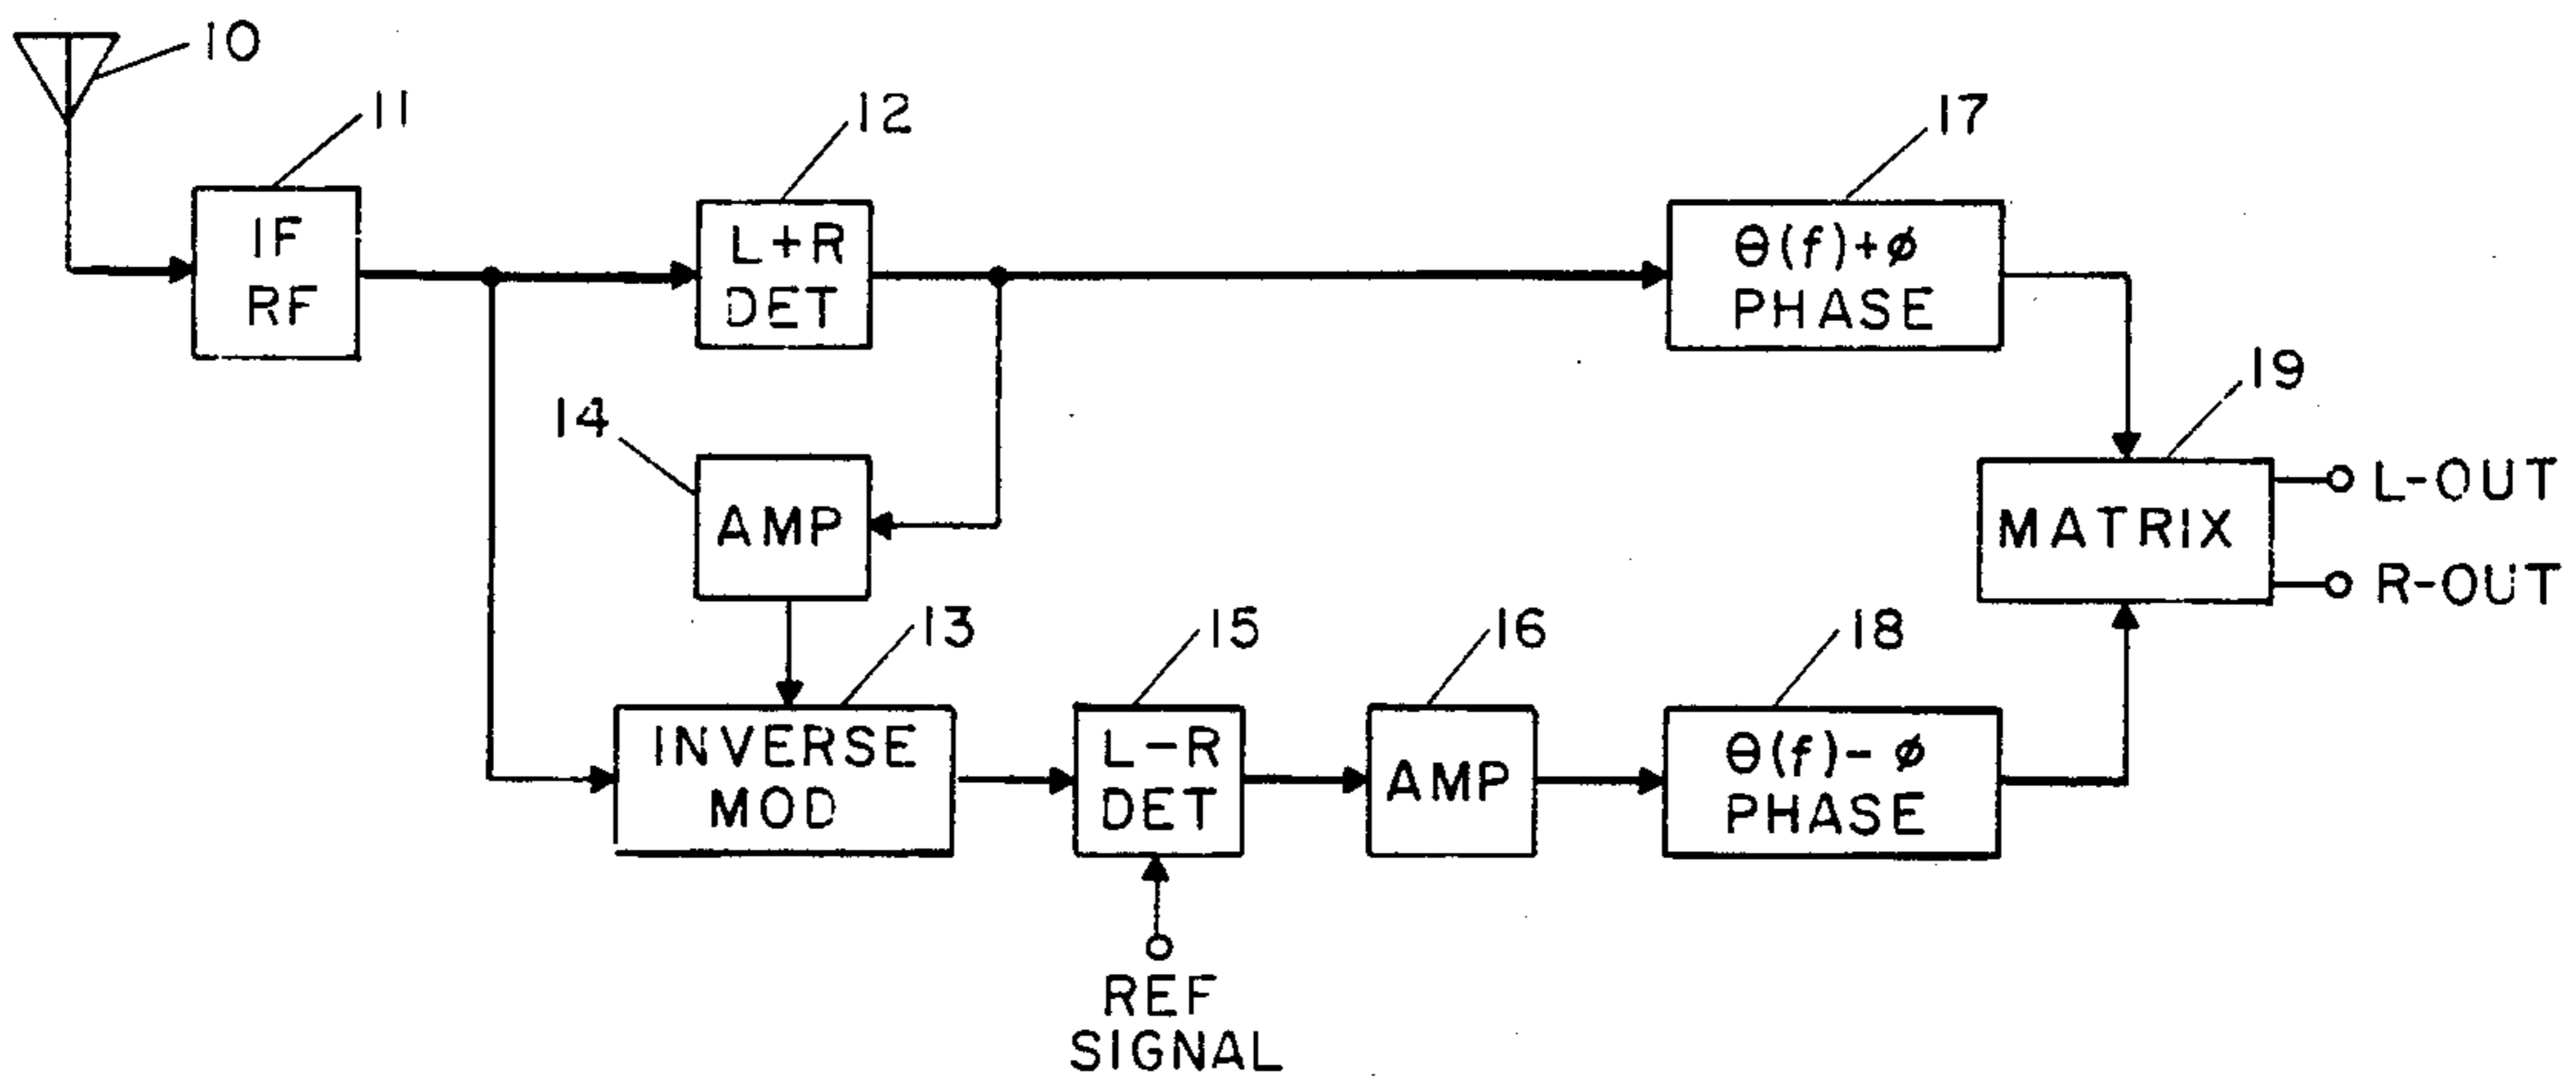 10
11
12
17
IF
RF
L+R
DET
θ(f)+ϕ
PHASE
19
14
AMP
MATRIX
L-OUT
R-OUT
13
15
16
18
INVERSE
MOD
L-R
DET
AMP
θ(f)-ϕ
PHASE
REF
SIGNAL